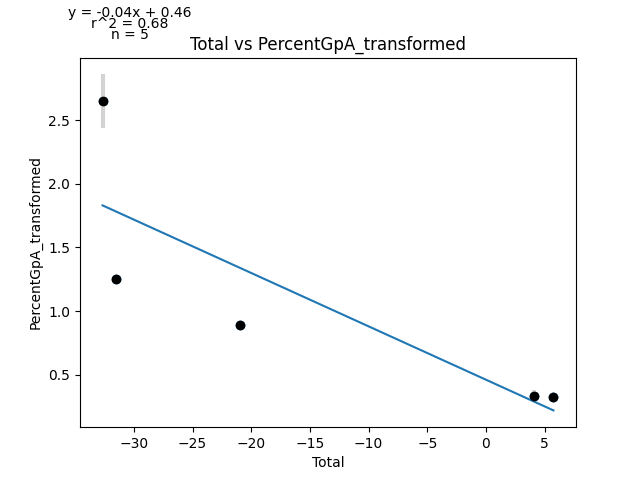 y = -0.04x + 0.46
r^2 = 0.68
n = 5
Total vs PercentGpA_transformed
PercentGpA_transformed
2.5
2.0
1.5
1.0
0.5
−30
−25
−20
−15
−10
−5
0
5
Total